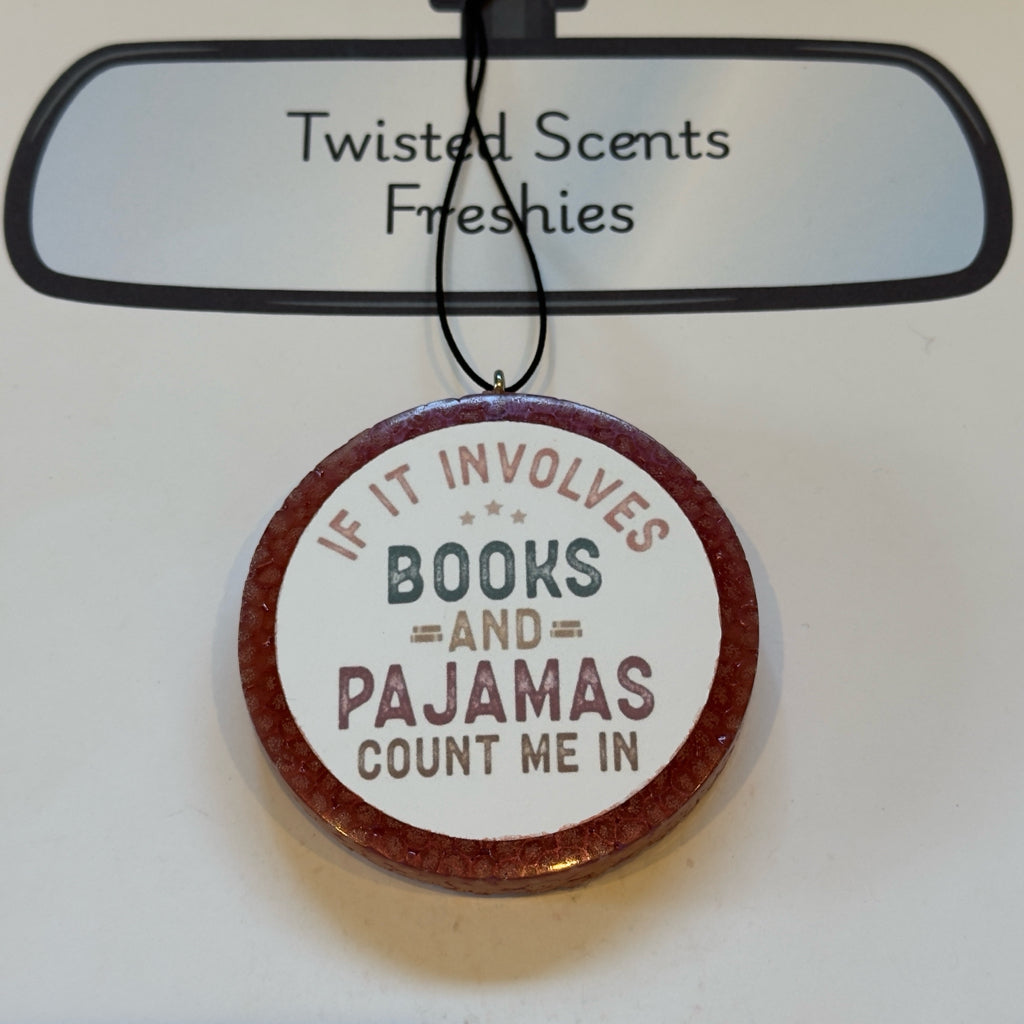 Twisted Scents
Freshies
IF IT INVOLVES
BOOKS
AND
PAJAMAS
COUNT ME IN